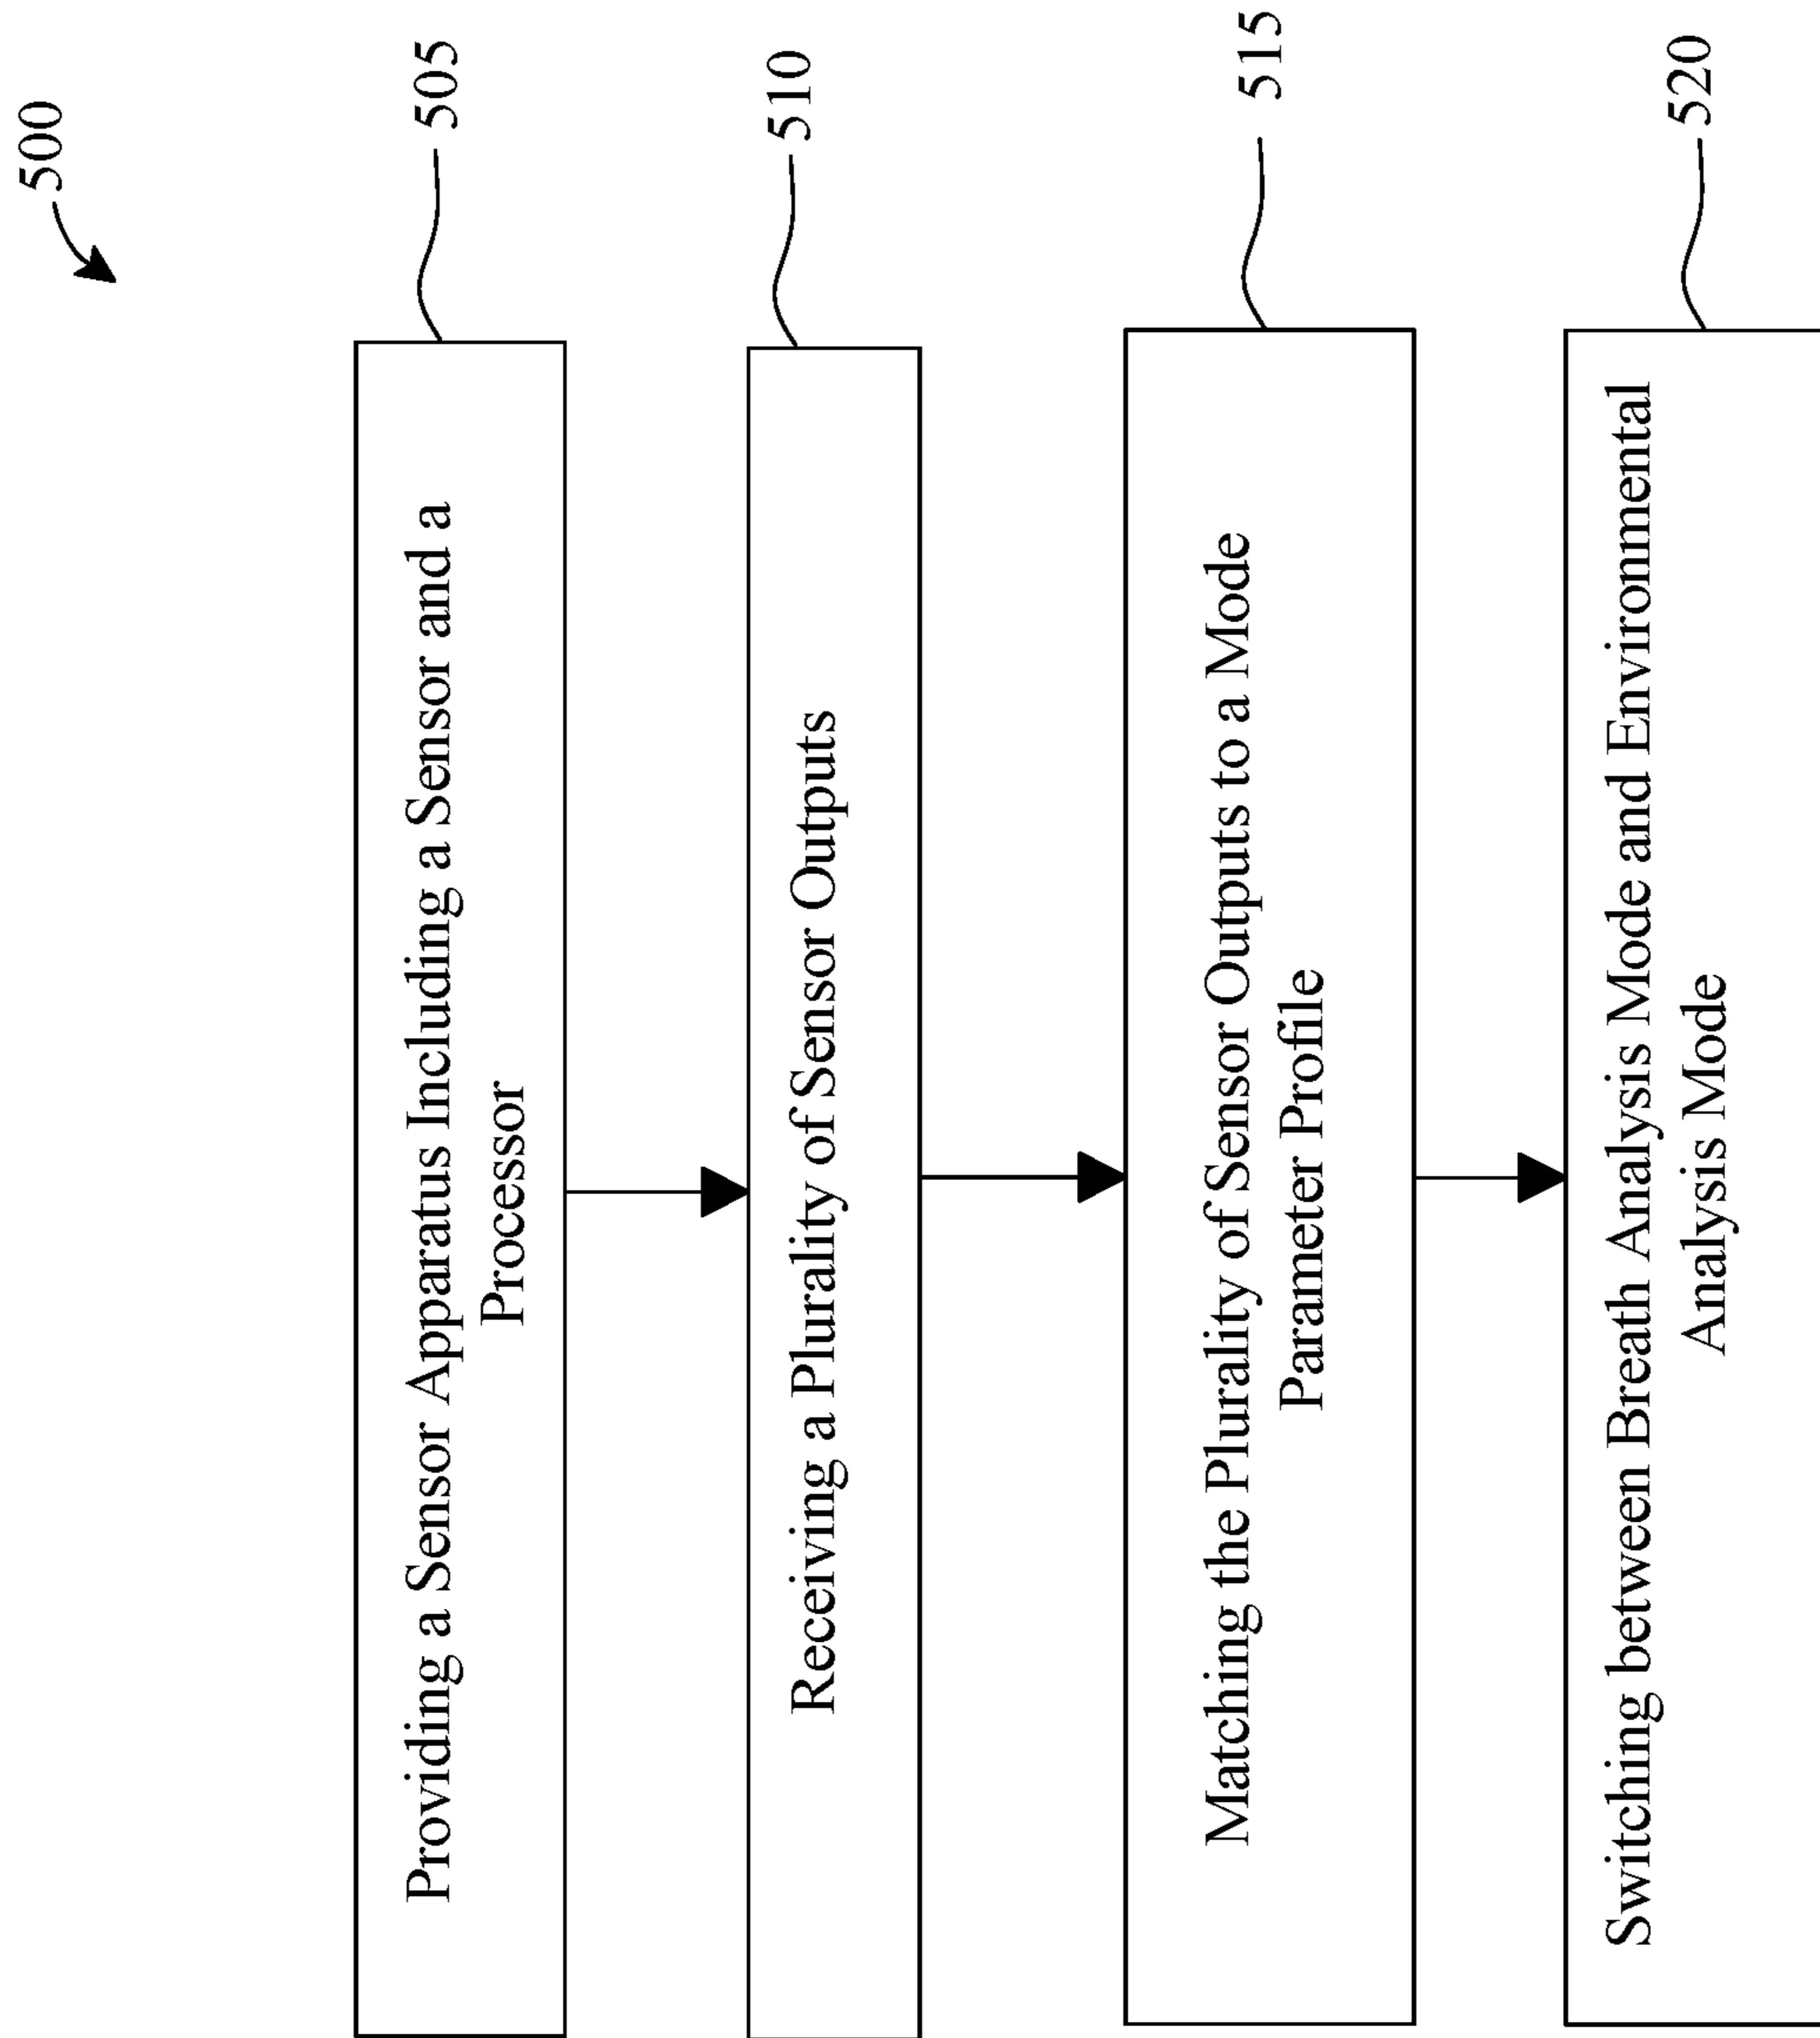 500
Providing a Sensor Apparatus Including a Sensor and a
Processor
505
Receiving a Plurality of Sensor Outputs
510
Matching the Plurality of Sensor Outputs to a Mode
Parameter Profile
515
Switching between Breath Analysis Mode and Environmental
Analysis Mode
520